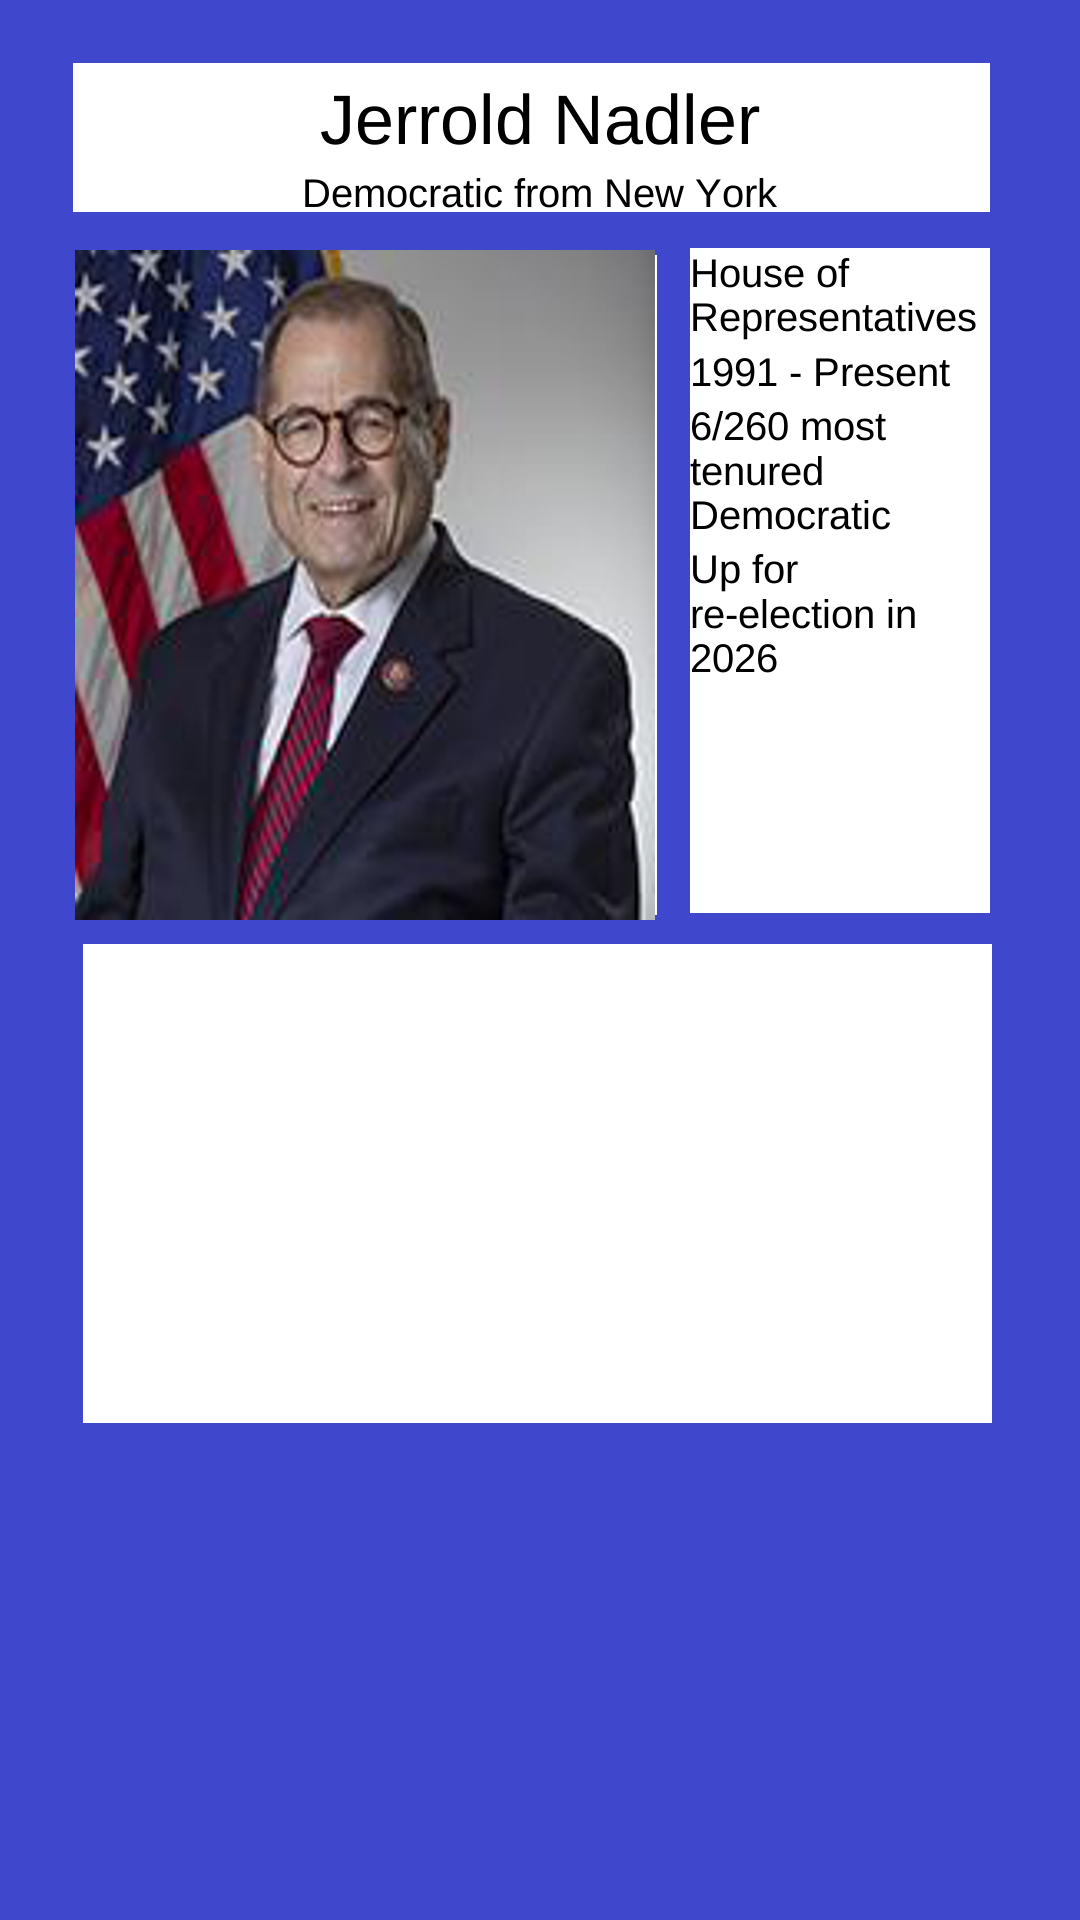 Jerrold Nadler
Democratic from New York
House of
Representatives
1991 - Present
6/260 most
tenured
Democratic
Up for
re-election in
2026